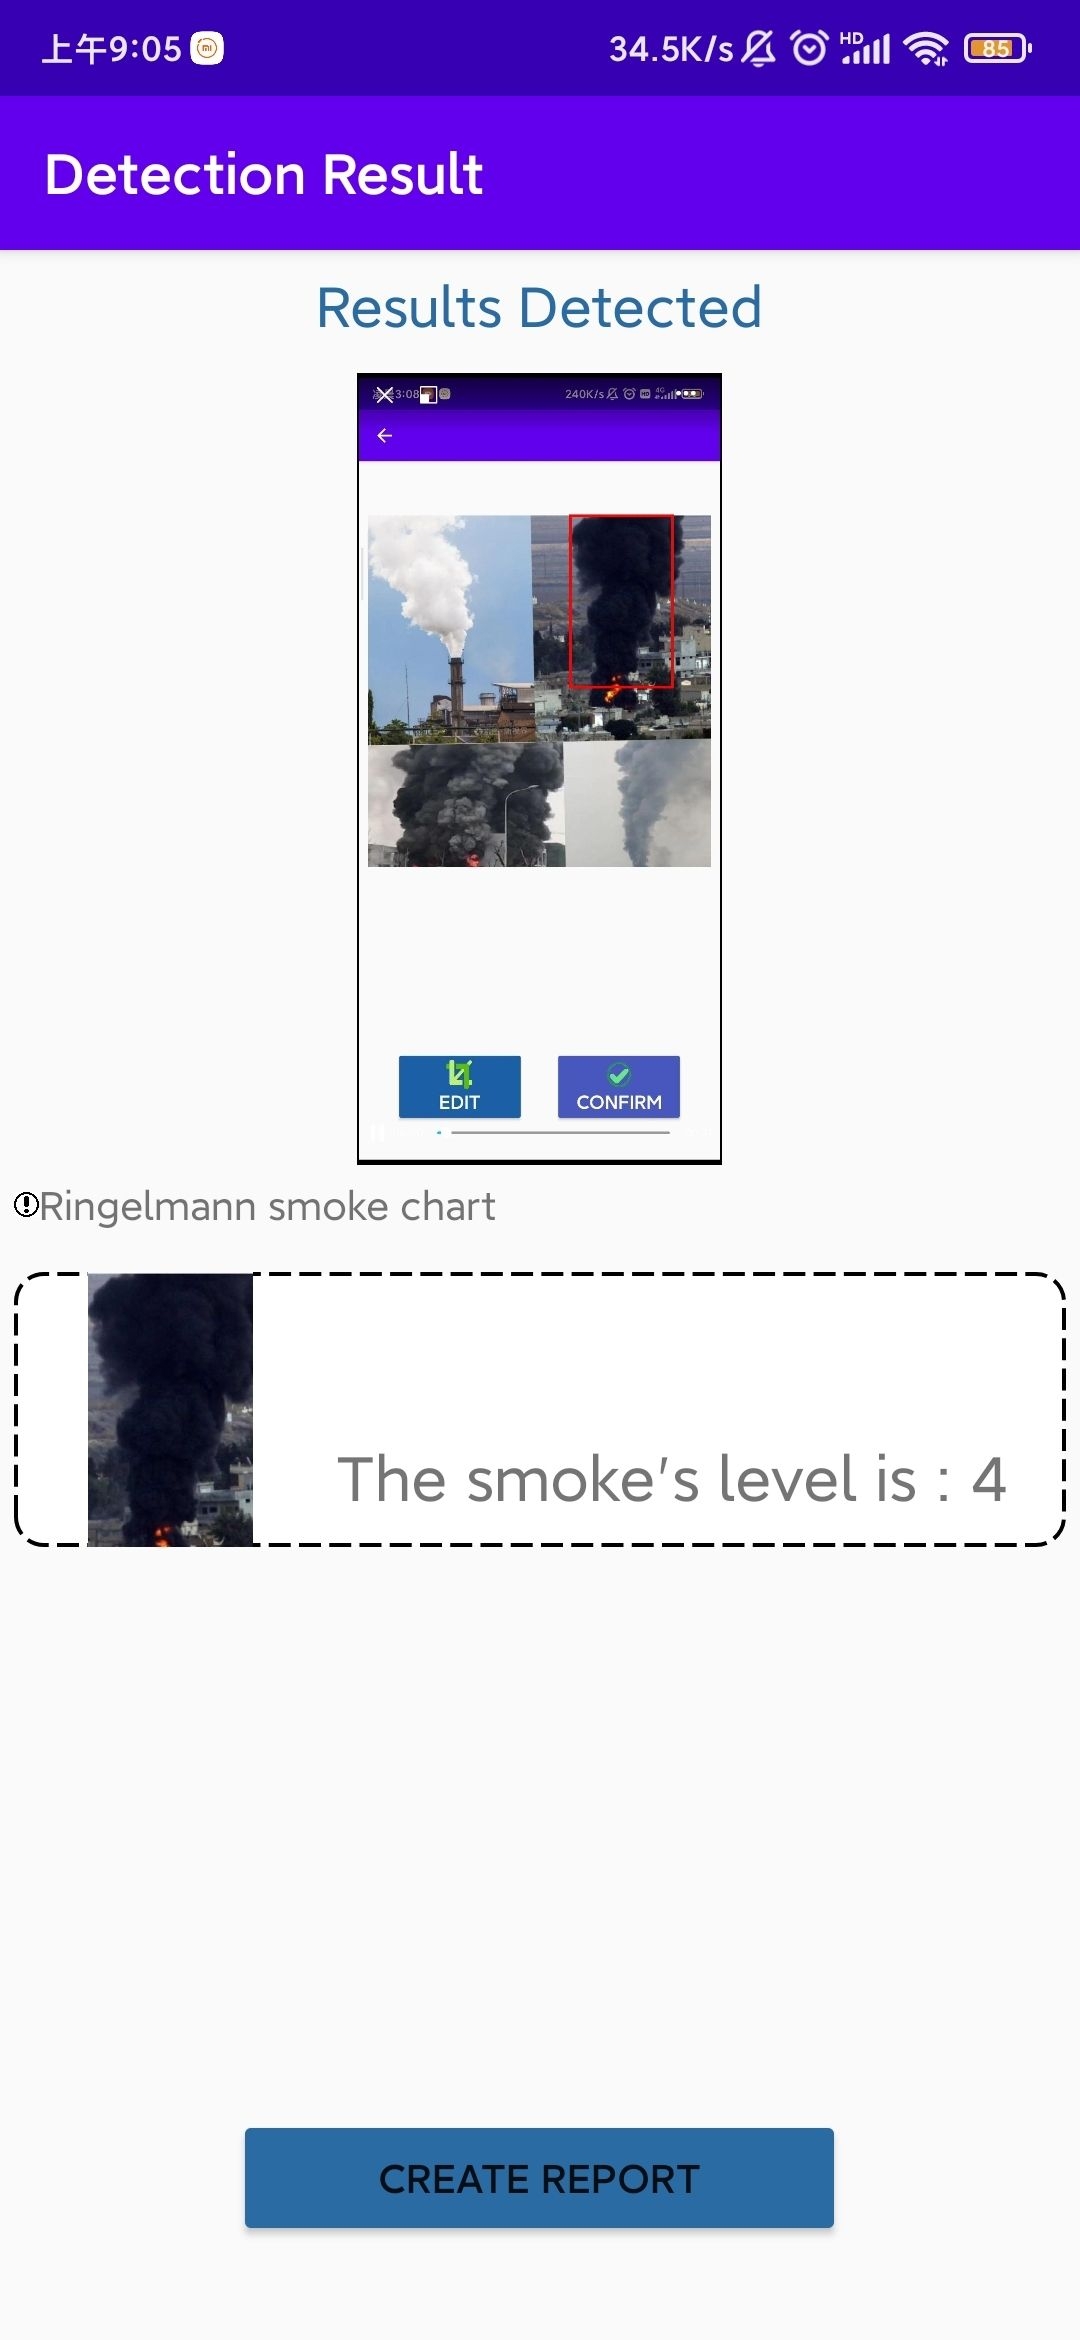 上午9:05
34.5K/s HD 85
Detection Result
Results Detected
3:08
240K/s 4G
EDIT
CONFIRM
Ringelmann smoke chart
The smoke's level is : 4
CREATE REPORT